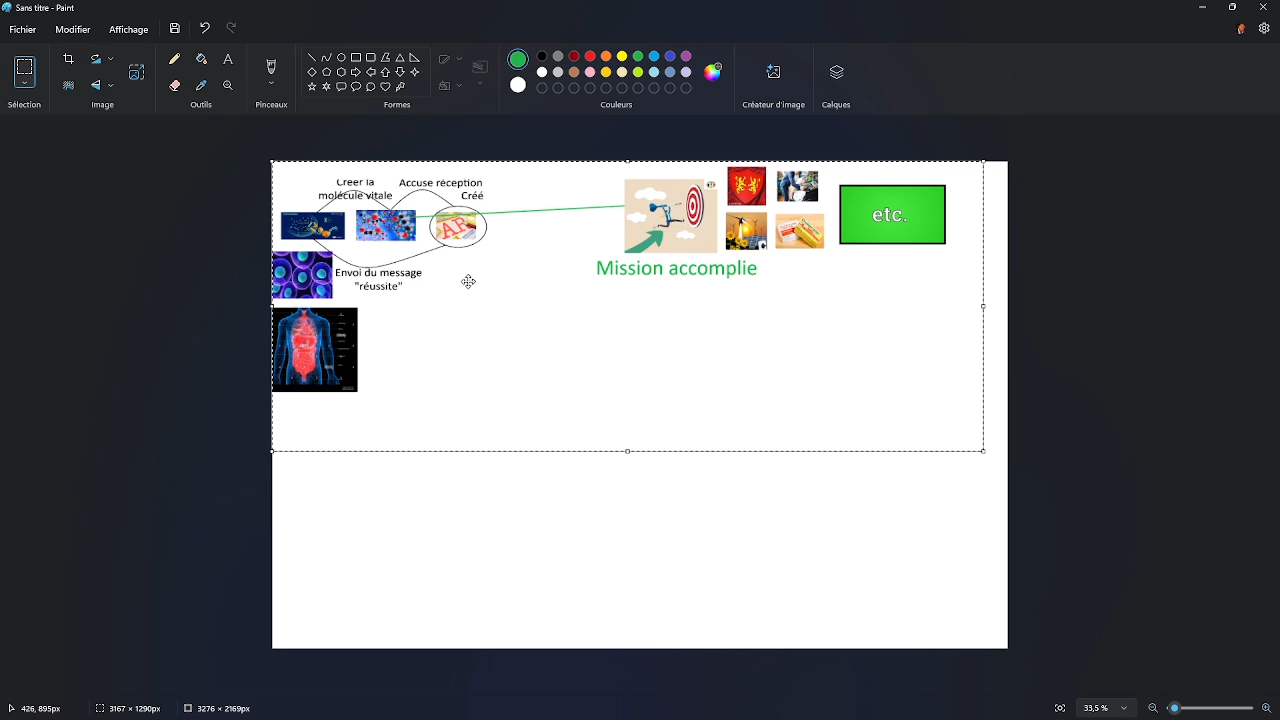 Sans titre - Paint
Fichier
Modifier
Affichage
Sélection
Image
Outils
Pinceaux
Formes
Couleurs
Créateur d'image
Calques
A
Créer la
molécule vitale
Accuse réception
Créé
AR
Envoi du message
"réussite"
Mission accomplie
etc.
426, 895px
3167 × 1290px
3276 × 2169px
33,5 %